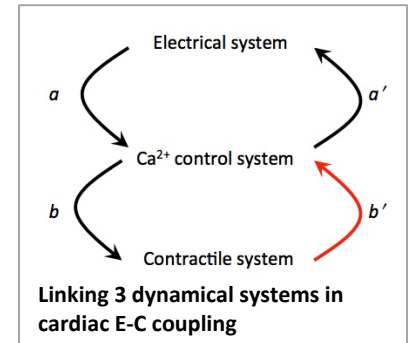 Electrical system
a
a′
Ca²⁺ control system
b
b′
Contractile system
Linking 3 dynamical systems in
cardiac E-C coupling